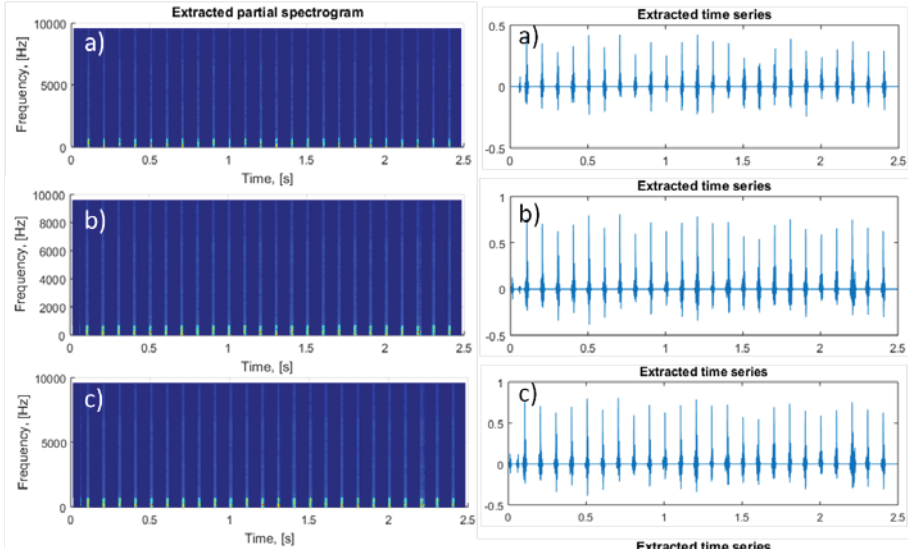 Extracted partial spectrogram
a)
10000
5000
0
Frequency, [Hz]
0 0.5 1 1.5 2 2.5
Time, [s]
b)
10000
8000
6000
4000
2000
0
Frequency, [Hz]
0 0.5 1 1.5 2 2.5
Time, [s]
c)
10000
5000
0
Frequency, [Hz]
0 0.5 1 1.5 2 2.5
Time, [s]
Extracted time series
a)
0.5
0
-0.5
0 0.5 1 1.5 2 2.5
Extracted time series
b)
1
0.5
0
-0.5
0 0.5 1 1.5 2 2.5
Extracted time series
c)
1
0.5
0
-0.5
0 0.5 1 1.5 2 2.5
Extracted time series